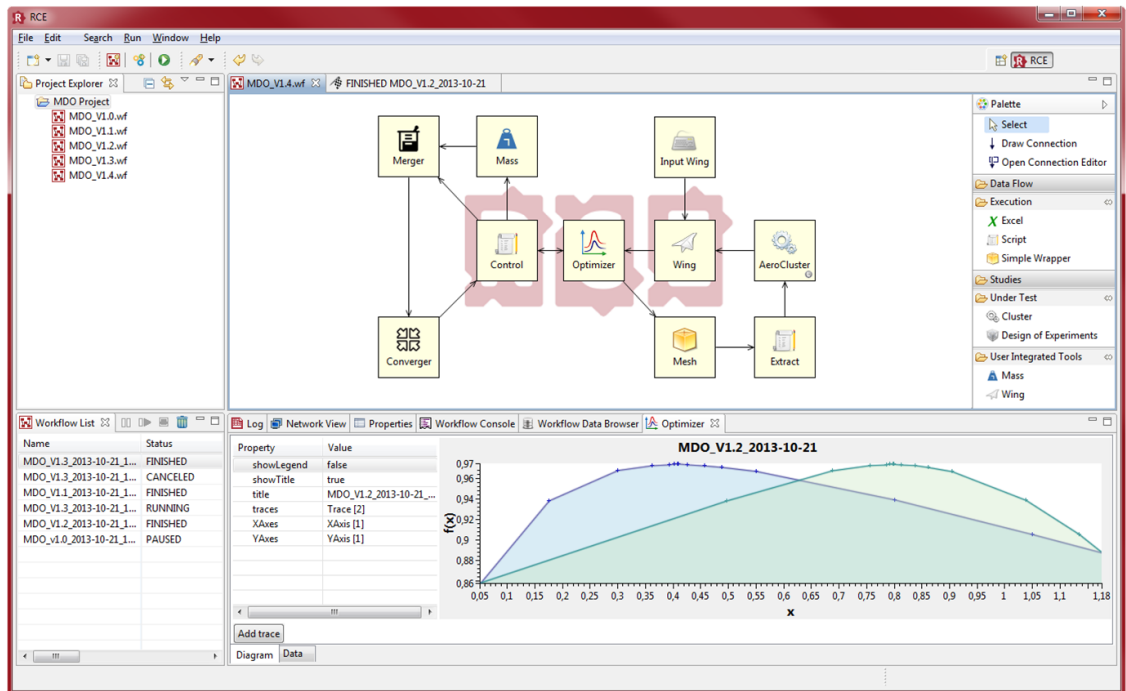 RCE
File Edit Search Run Window Help
RCE
Project Explorer
MDO Project
MDO_V1.0.wf
MDO_V1.1.wf
MDO_V1.2.wf
MDO_V1.3.wf
MDO_V1.4.wf
MDO_V1.4.wf FINISHED MDO_V1.2_2013-10-21
Merger Mass Input Wing
Control Optimizer Wing AeroCluster
Converger Mesh Extract
Palette
Select
Draw Connection
Open Connection Editor
Data Flow
Execution
Excel
Script
Simple Wrapper
Studies
Under Test
Cluster
Design of Experiments
User Integrated Tools
Mass
Wing
Workflow List
Name Status
MDO_V1.3_2013-10-21_1... FINISHED
MDO_V1.3_2013-10-21_1... CANCELED
MDO_V1.1_2013-10-21_1... FINISHED
MDO_V1.3_2013-10-21_1... RUNNING
MDO_V1.2_2013-10-21_1... FINISHED
MDO_v1.0_2013-10-21_1... PAUSED
Log Network View Properties Workflow Console Workflow Data Browser Optimizer
Property Value
showLegend false
showTitle true
title MDO_V1.2_2013-10-21_...
traces Trace [2]
XAxes XAxis [1]
YAxes YAxis [1]
Add trace
Diagram Data
MDO_V1.2_2013-10-21
f(x)
0,97
0,96
0,94
0,92
0,9
0,88
0,86
0,05 0,1 0,15 0,2 0,25 0,3 0,35 0,4 0,45 0,5 0,55 0,6 0,65 0,7 0,75 0,8 0,85 0,9 0,95 1 1,05 1,1 1,18
x